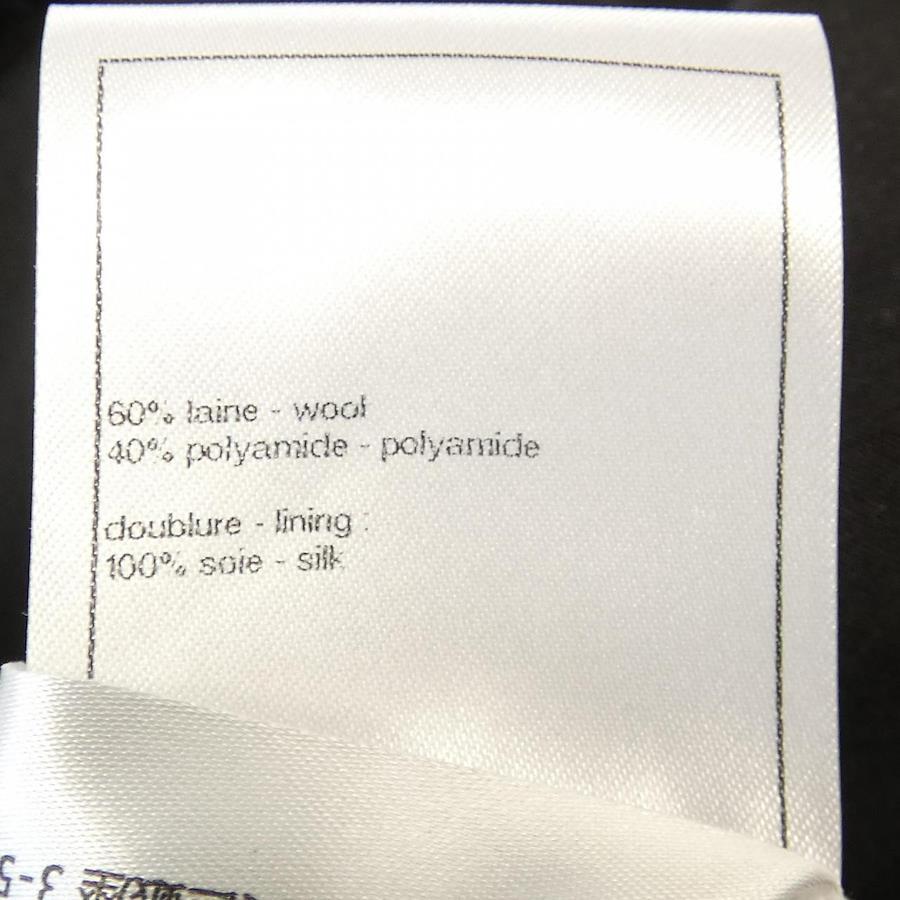 60% laine - wool
40% polyamide - polyamide
doublure - lining :
100% soie - silk